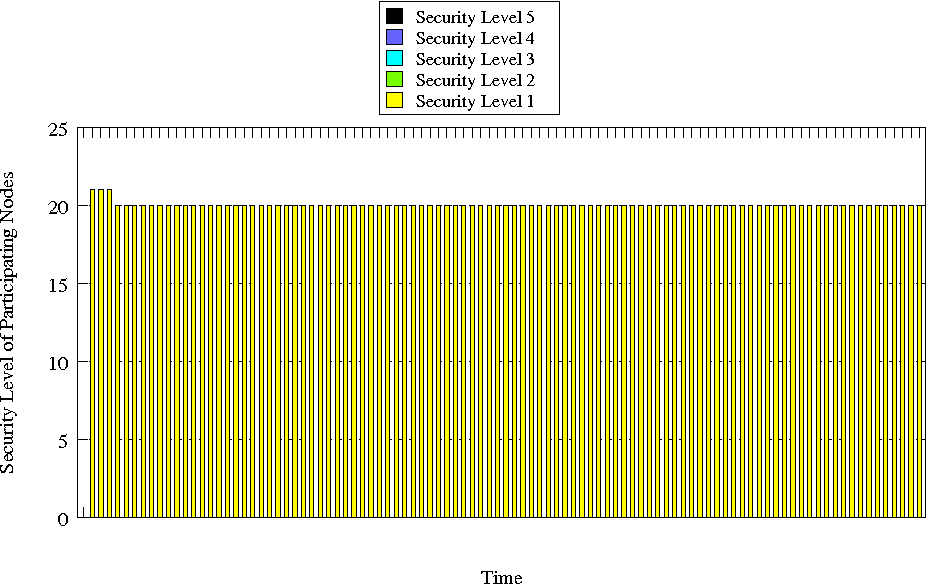 Security Level 5
Security Level 4
Security Level 3
Security Level 2
Security Level 1
25
20
15
10
5
0
Security Level of Participating Nodes
Time